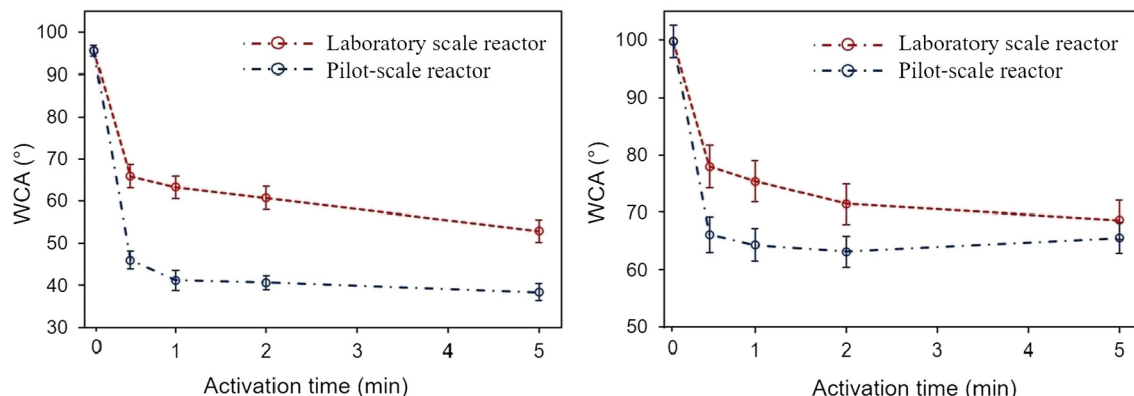 100
90
80
70
60
50
40
30
WCA (°)
Laboratory scale reactor
Pilot-scale reactor
0 1 2 3 4 5
Activation time (min)
100
90
80
70
60
50
WCA (°)
Laboratory scale reactor
Pilot-scale reactor
0 1 2 3 4 5
Activation time (min)